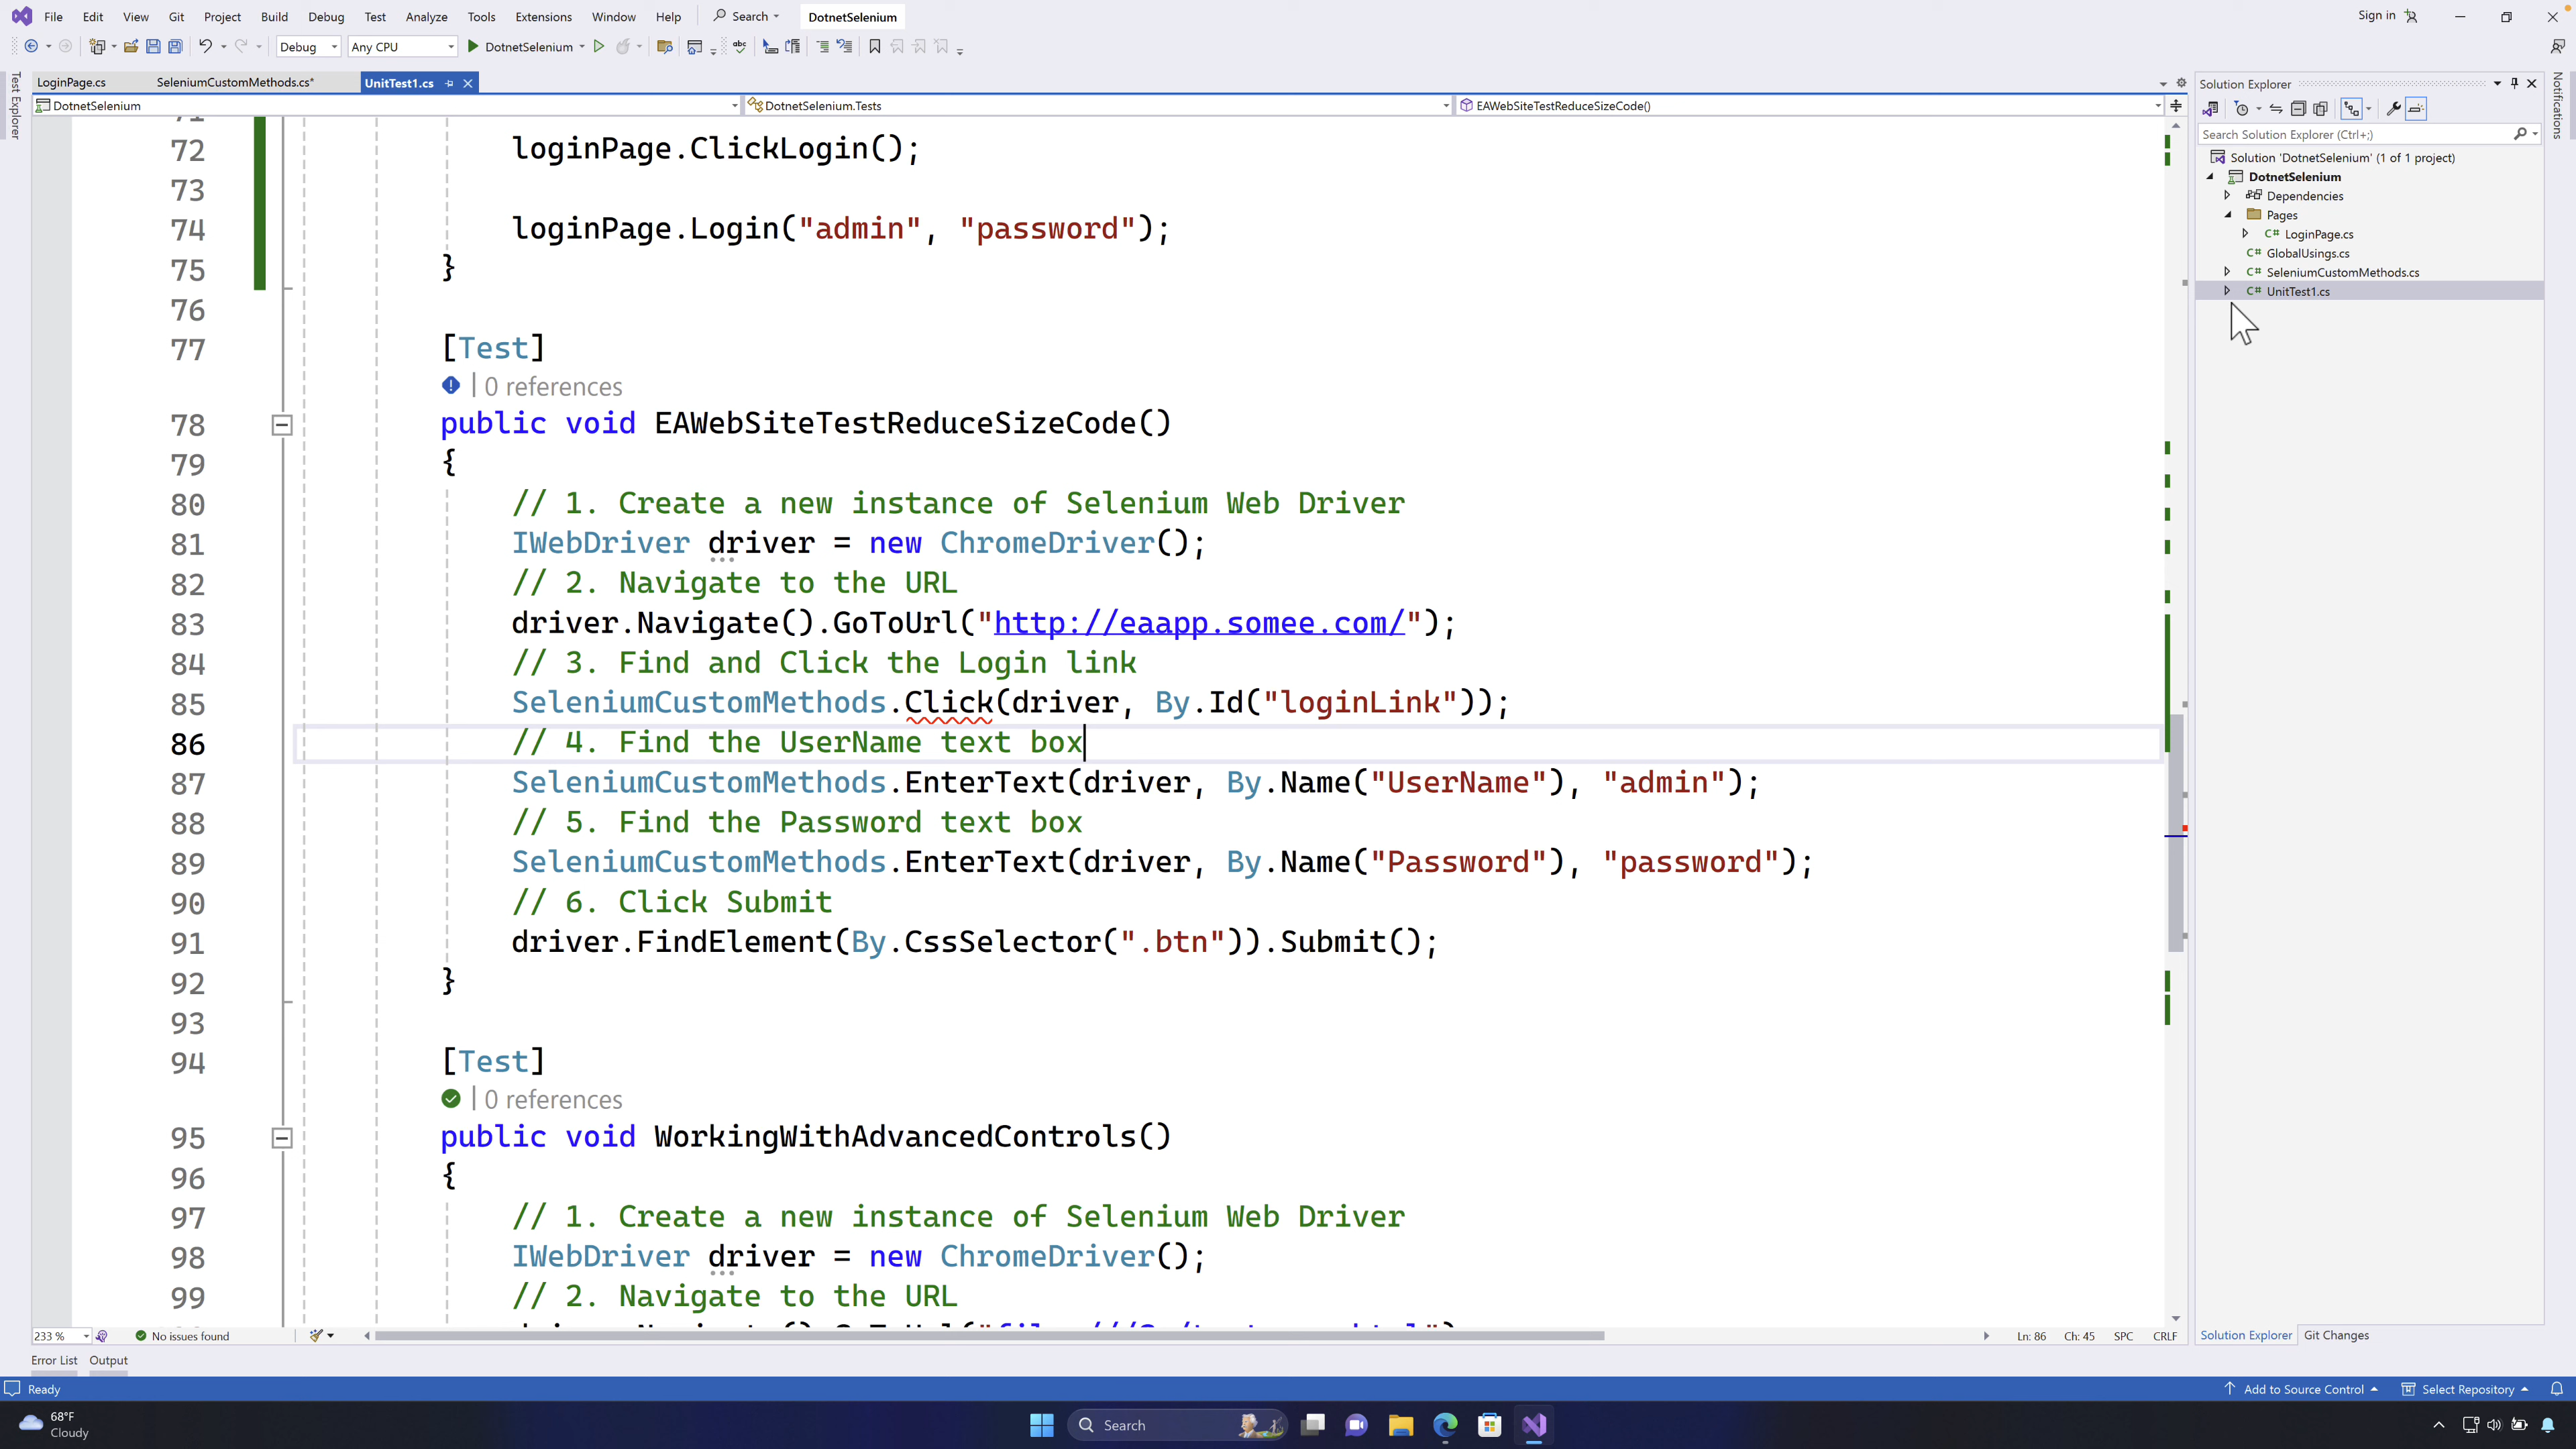 File Edit View Git Project Build Debug Test Analyze Tools Extensions Window Help Search DotnetSelenium Sign in
Debug Any CPU DotnetSelenium
LoginPage.cs SeleniumCustomMethods.cs* UnitTest1.cs
DotnetSelenium DotnetSelenium.Tests EAWebSiteTestReduceSizeCode()
Test Explorer
72 loginPage.ClickLogin();
73
74 loginPage.Login("admin", "password");
75 }
76
77 [Test]
0 references
78 public void EAWebSiteTestReduceSizeCode()
79 {
80 // 1. Create a new instance of Selenium Web Driver
81 IWebDriver driver = new ChromeDriver();
82 // 2. Navigate to the URL
83 driver.Navigate().GoToUrl("http://eaapp.somee.com/");
84 // 3. Find and Click the Login link
85 SeleniumCustomMethods.Click(driver, By.Id("loginLink"));
86 // 4. Find the UserName text box
87 SeleniumCustomMethods.EnterText(driver, By.Name("UserName"), "admin");
88 // 5. Find the Password text box
89 SeleniumCustomMethods.EnterText(driver, By.Name("Password"), "password");
90 // 6. Click Submit
91 driver.FindElement(By.CssSelector(".btn")).Submit();
92 }
93
94 [Test]
0 references
95 public void WorkingWithAdvancedControls()
96 {
97 // 1. Create a new instance of Selenium Web Driver
98 IWebDriver driver = new ChromeDriver();
99 // 2. Navigate to the URL
233 % No issues found Ln: 86 Ch: 45 SPC CRLF
Solution Explorer
Search Solution Explorer (Ctrl+;)
Solution 'DotnetSelenium' (1 of 1 project)
DotnetSelenium
Dependencies
Pages
C# LoginPage.cs
C# GlobalUsings.cs
C# SeleniumCustomMethods.cs
C# UnitTest1.cs
Solution Explorer Git Changes
Notifications
Error List Output
Ready Add to Source Control Select Repository
68°F
Cloudy
Search